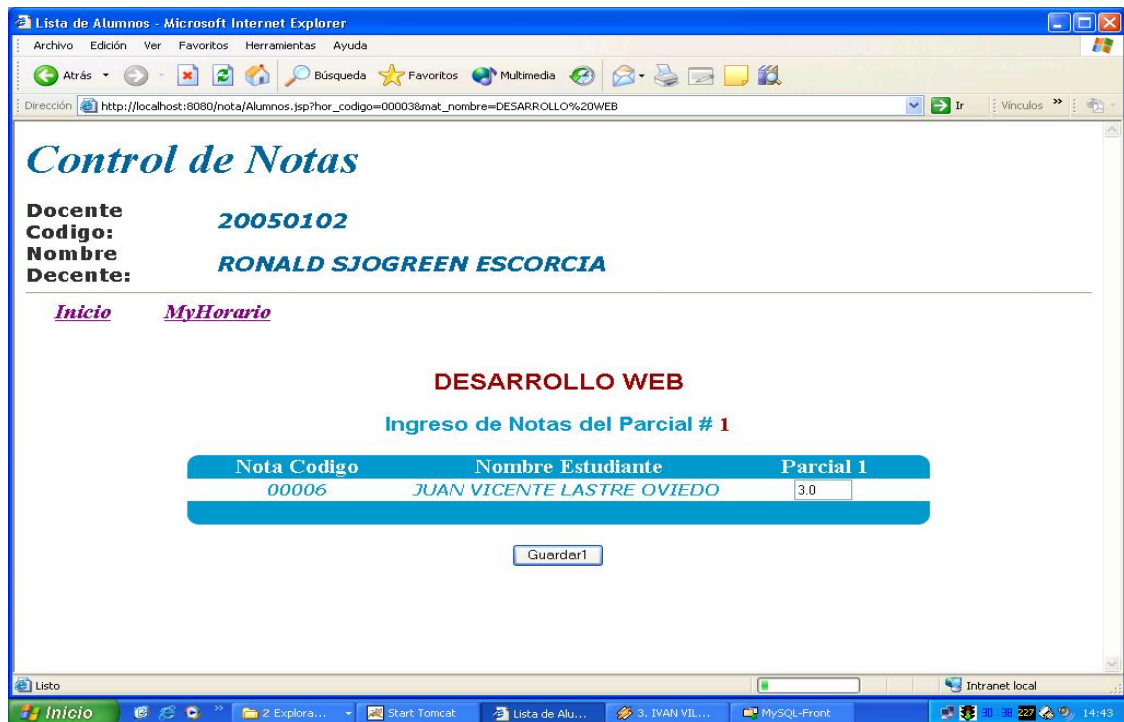 Lista de Alumnos - Microsoft Internet Explorer
Archivo Edición Ver Favoritos Herramientas Ayuda
Atrás Búsqueda Favoritos Multimedia
Dirección http://localhost:8080/nota/Alumnos.jsp?hor_codigo=00003&mat_nombre=DESARROLLO%20WEB Ir Vínculos »
Control de Notas
Docente
Codigo: 20050102
Nombre
Decente: RONALD SJOGREEN ESCORCIA
Inicio MyHorario
DESARROLLO WEB
Ingreso de Notas del Parcial # 1
Nota Codigo Nombre Estudiante Parcial 1
00006 JUAN VICENTE LASTRE OVIEDO 3.0
Guardar1
Listo Intranet local
Inicio » 2 Explora... Start Tomcat Lista de Alu... 3. IVAN VIL... MySQL-Front 30 38 227 14:43